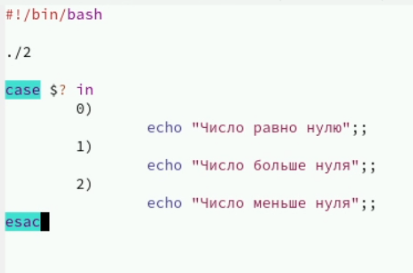 #!/bin/bash
./2
case $? in
0)
echo "Число равно нулю";;
1)
echo "Число больше нуля";;
2)
echo "Число меньше нуля";;
esac